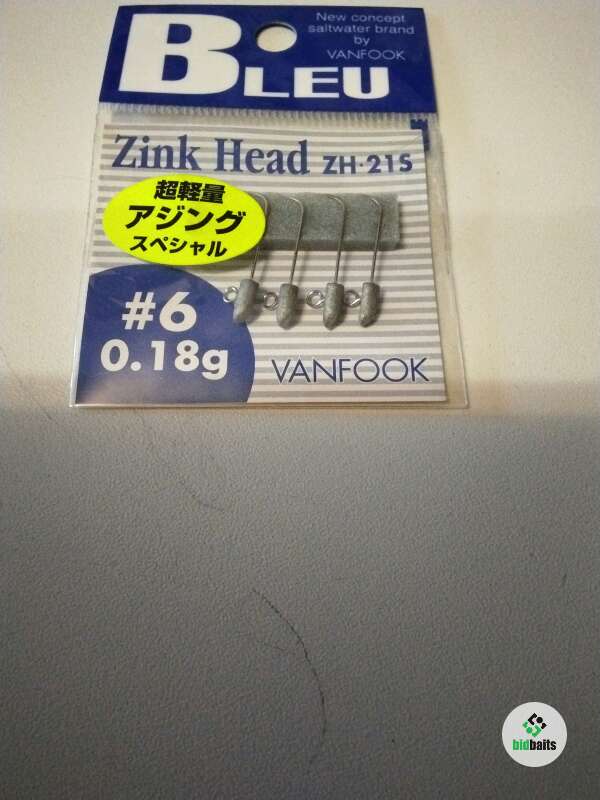 BLEU
New concept
saltwater brand
by
VANFOOK
Zink Head ZH-21S
超軽量
アジング
スペシャル
#6
0.18g
VANFOOK
bidbaits